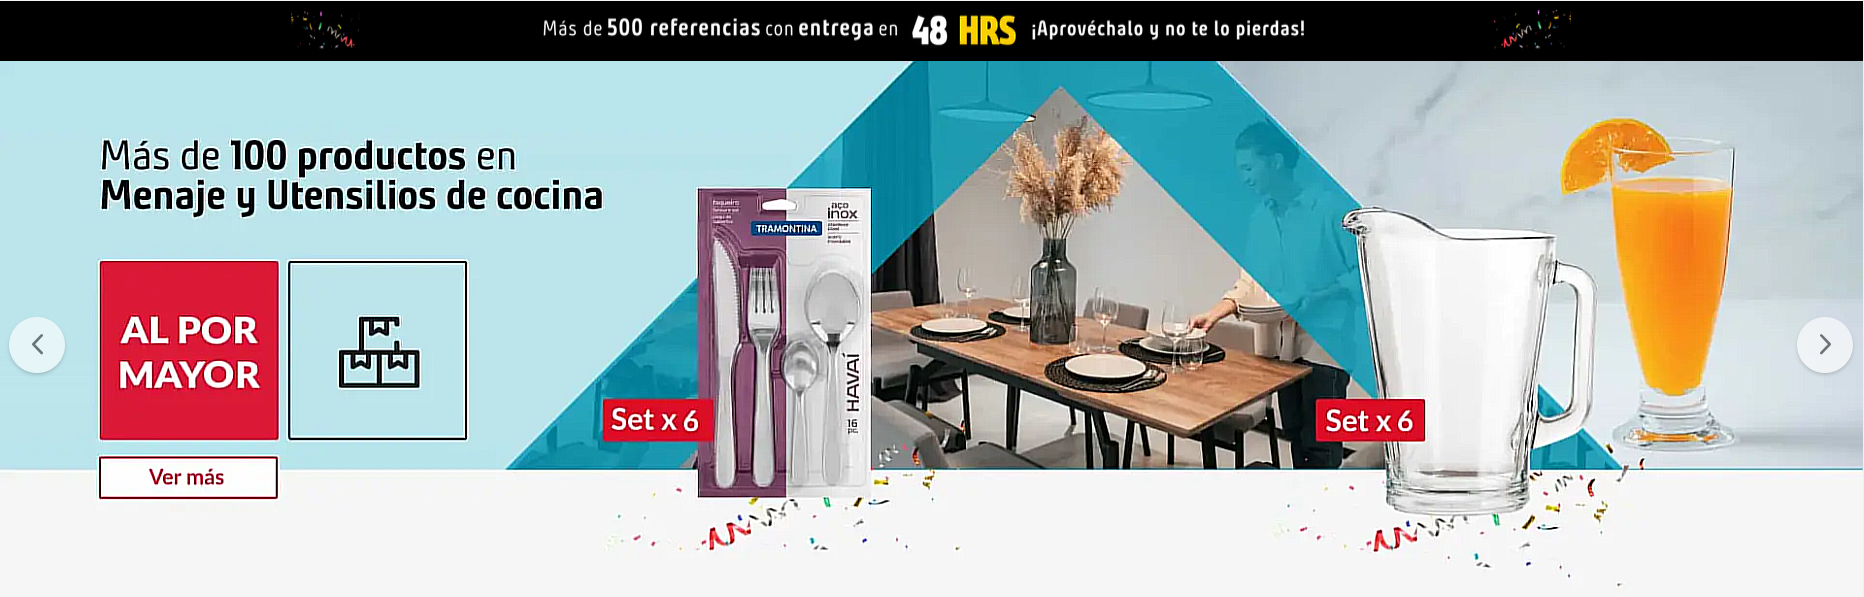 Más de 500 referencias con entrega en 48 HRS ¡Aprovéchalo y no te lo pierdas!
Más de 100 productos en
Menaje y Utensilios de cocina
AL POR
MAYOR
Ver más
TRAMONTINA
aço
inox
HAVAÍ
16
pc.
Set x 6
Set x 6